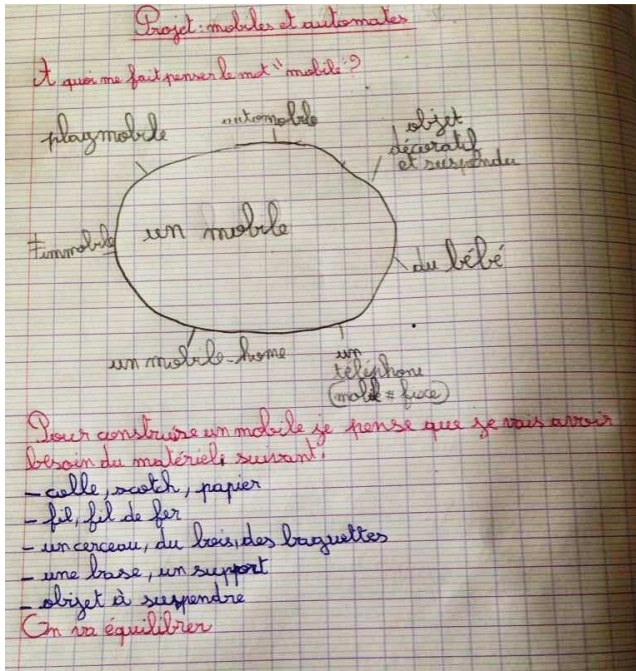 Projet : mobiles et automates
A quoi me fait penser le mot "mobile"?
playmobile
automobile
objet
décoratif
et suspendu
≠immobile
un mobile
du bébé
un mobile-home
un
téléphone
(mobile ≠ fixe)
Pour construire un mobile je pense que je vais avoir
besoin du matériel suivant:
- colle, scotch, papier
- fil, fil de fer
- un cerceau, du bois, des baguettes
- une base, un support
- objet à suspendre
On va équilibrer